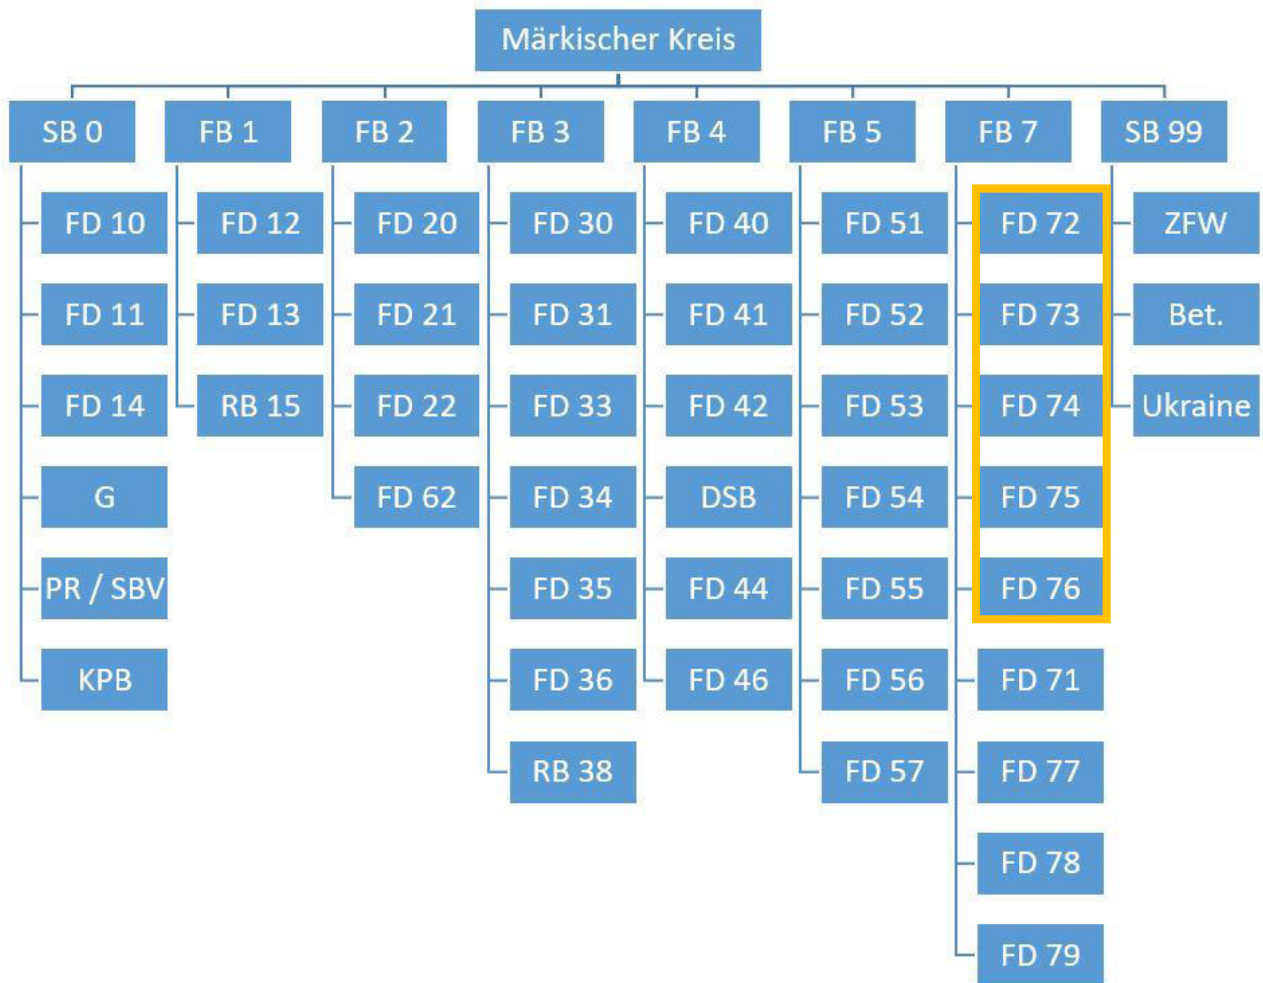 Märkischer Kreis
SB 0
FB 1
FB 2
FB 3
FB 4
FB 5
FB 7
SB 99
FD 10
FD 11
FD 14
G
PR / SBV
KPB
FD 12
FD 13
RB 15
FD 20
FD 21
FD 22
FD 62
FD 30
FD 31
FD 33
FD 34
FD 35
FD 36
RB 38
FD 40
FD 41
FD 42
DSB
FD 44
FD 46
FD 51
FD 52
FD 53
FD 54
FD 55
FD 56
FD 57
FD 72
FD 73
FD 74
FD 75
FD 76
FD 71
FD 77
FD 78
FD 79
ZFW
Bet.
Ukraine